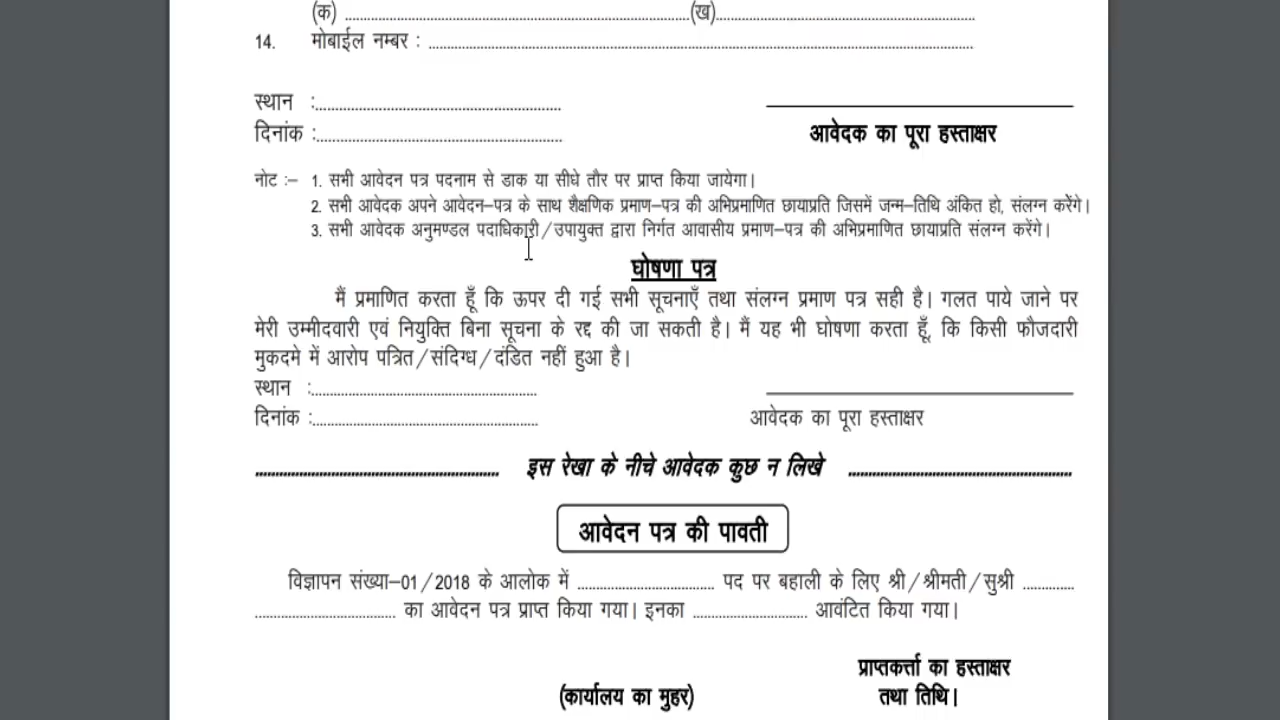 (क) ........................................(ख)........................................
14. मोबाईल नम्बर : ........................................
स्थान :........................................
दिनांक :........................................ आवेदक का पूरा हस्ताक्षर
नोट :– 1. सभी आवेदन पत्र पदनाम से डाक या सीधे तौर पर प्राप्त किया जायेगा।
2. सभी आवेदक अपने आवेदन–पत्र के साथ शैक्षणिक प्रमाण–पत्र की अभिप्रमाणित छायाप्रति जिसमें जन्म–तिथि अंकित हो, संलग्न करेंगे।
3. सभी आवेदक अनुमण्डल पदाधिकारी/उपायुक्त द्वारा निर्गत आवासीय प्रमाण–पत्र की अभिप्रमाणित छायाप्रति संलग्न करेंगे।
घोषणा पत्र
मैं प्रमाणित करता हूँ कि ऊपर दी गई सभी सूचनाएँ तथा संलग्न प्रमाण पत्र सही है। गलत पाये जाने पर
मेरी उम्मीदवारी एवं नियुक्ति बिना सूचना के रद्द की जा सकती है। मैं यह भी घोषणा करता हूँ, कि किसी फौजदारी
मुकदमे में आरोप पत्रित/संदिग्ध/दंडित नहीं हुआ है।
स्थान :........................................
दिनांक :........................................ आवेदक का पूरा हस्ताक्षर
........................................ इस रेखा के नीचे आवेदक कुछ न लिखे ........................................
आवेदन पत्र की पावती
विज्ञापन संख्या–01/2018 के आलोक में .............................. पद पर बहाली के लिए श्री/श्रीमती/सुश्री ..............
.............................. का आवेदन पत्र प्राप्त किया गया। इनका .............................. आवंटित किया गया।
प्राप्तकर्त्ता का हस्ताक्षर
(कार्यालय का मुहर) तथा तिथि।